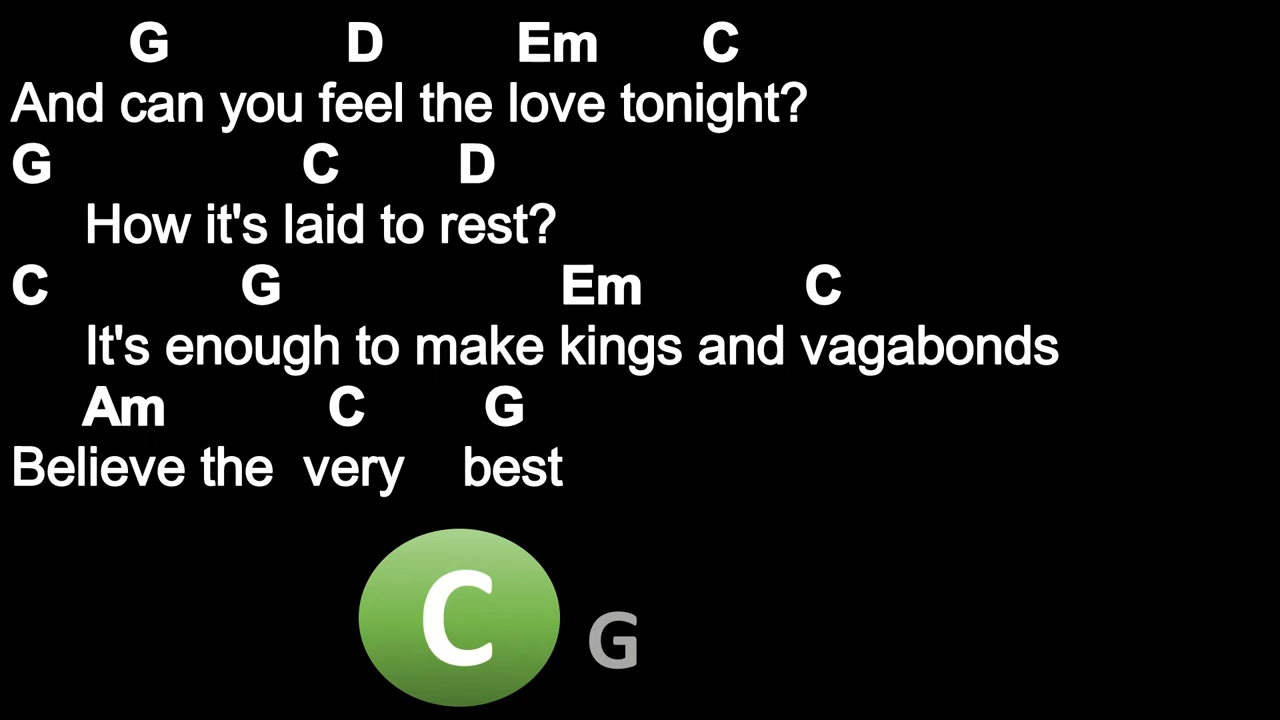 G D Em C
And can you feel the love tonight?
G C D
How it's laid to rest?
C G Em C
It's enough to make kings and vagabonds
Am C G
Believe the very best
C G